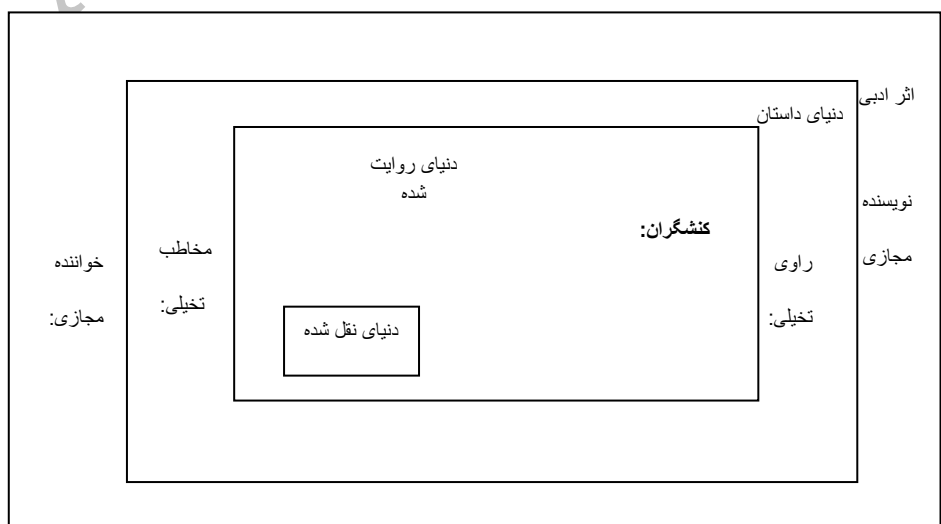 اثر ادبی
دنیای داستان
دنیای روایت
شده
نویسنده
کنشگران:
مجازی
راوی
مخاطب
خواننده
تخیلی:
تخیلی:
مجازی:
دنیای نقل شده